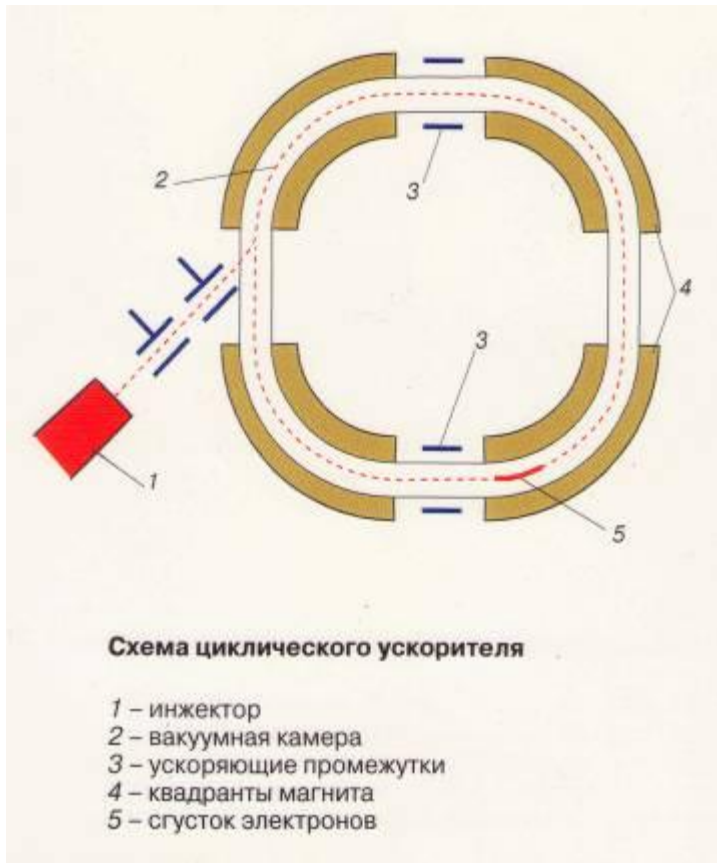 2
3
4
3
1
5
Схема циклического ускорителя
1 – инжектор
2 – вакуумная камера
3 – ускоряющие промежутки
4 – квадранты магнита
5 – сгусток электронов